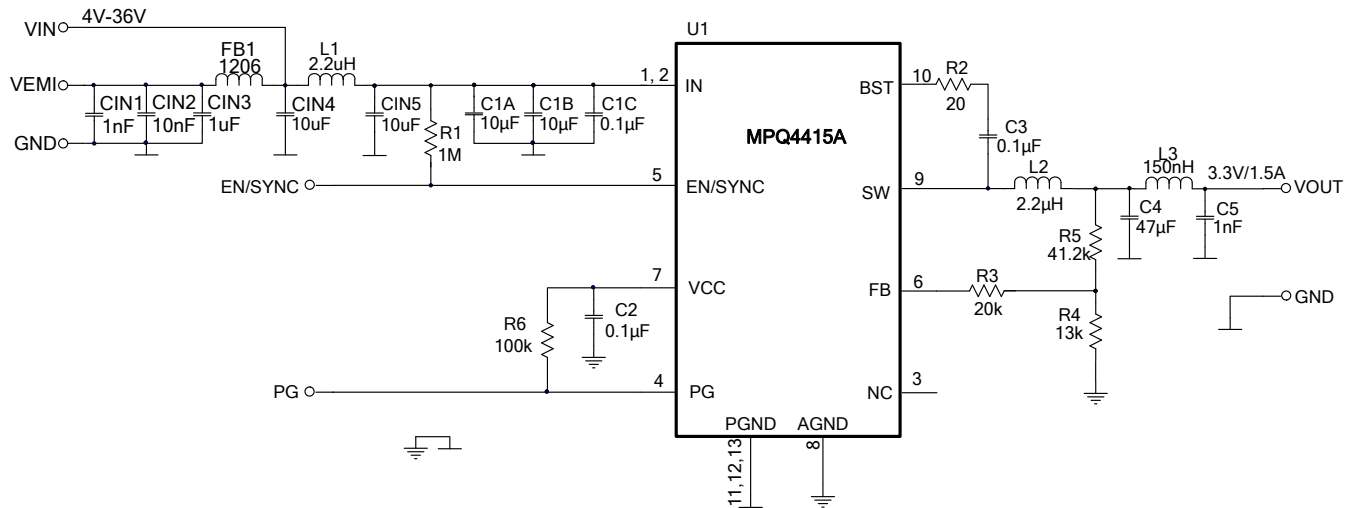 U1
VIN 4V-36V
VEMI
GND
FB1
1206
L1
2.2uH
CIN1
1nF
CIN2
10nF
CIN3
1uF
CIN4
10uF
CIN5
10uF
R1
1M
C1A
10μF
C1B
10μF
C1C
0.1μF
1, 2 IN
EN/SYNC 5 EN/SYNC
MPQ4415A
BST 10
R2
20
C3
0.1μF
SW 9
L2
2.2μH
L3
150nH
3.3V/1.5A VOUT
C4
47μF
C5
1nF
R5
41.2k
FB 6
R3
20k
R4
13k
GND
7 VCC
C2
0.1μF
R6
100k
PG 4 PG
NC 3
PGND AGND
11,12,13 8